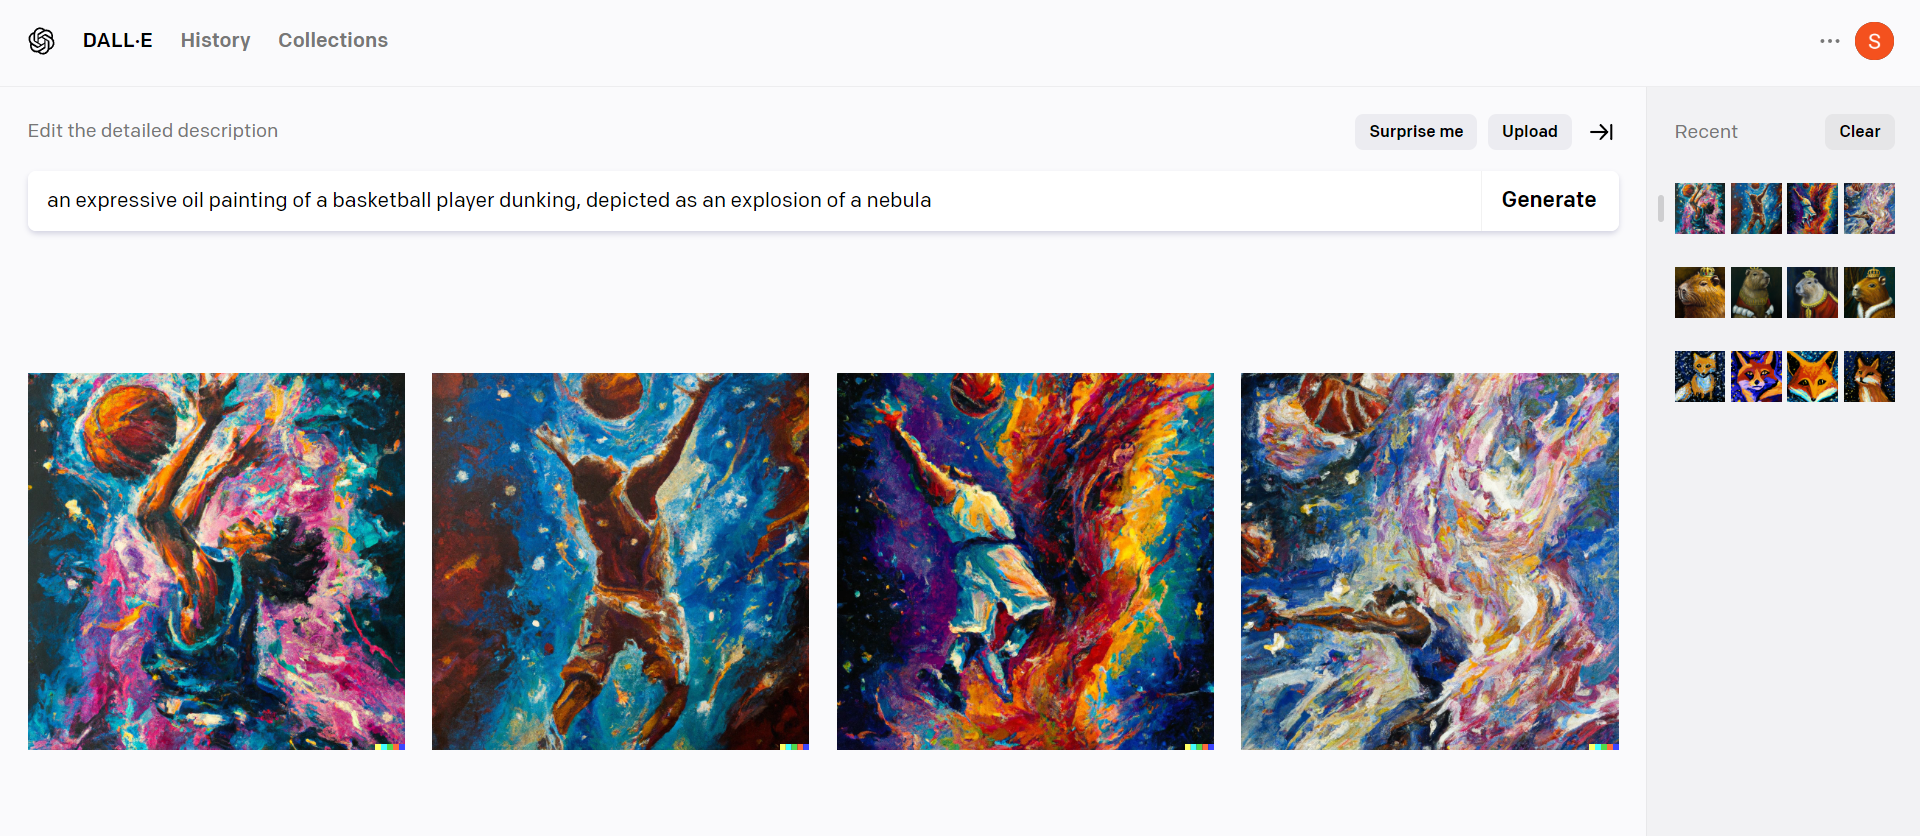 DALL·E History Collections
S
Edit the detailed description
Surprise me Upload
Recent Clear
an expressive oil painting of a basketball player dunking, depicted as an explosion of a nebula
Generate